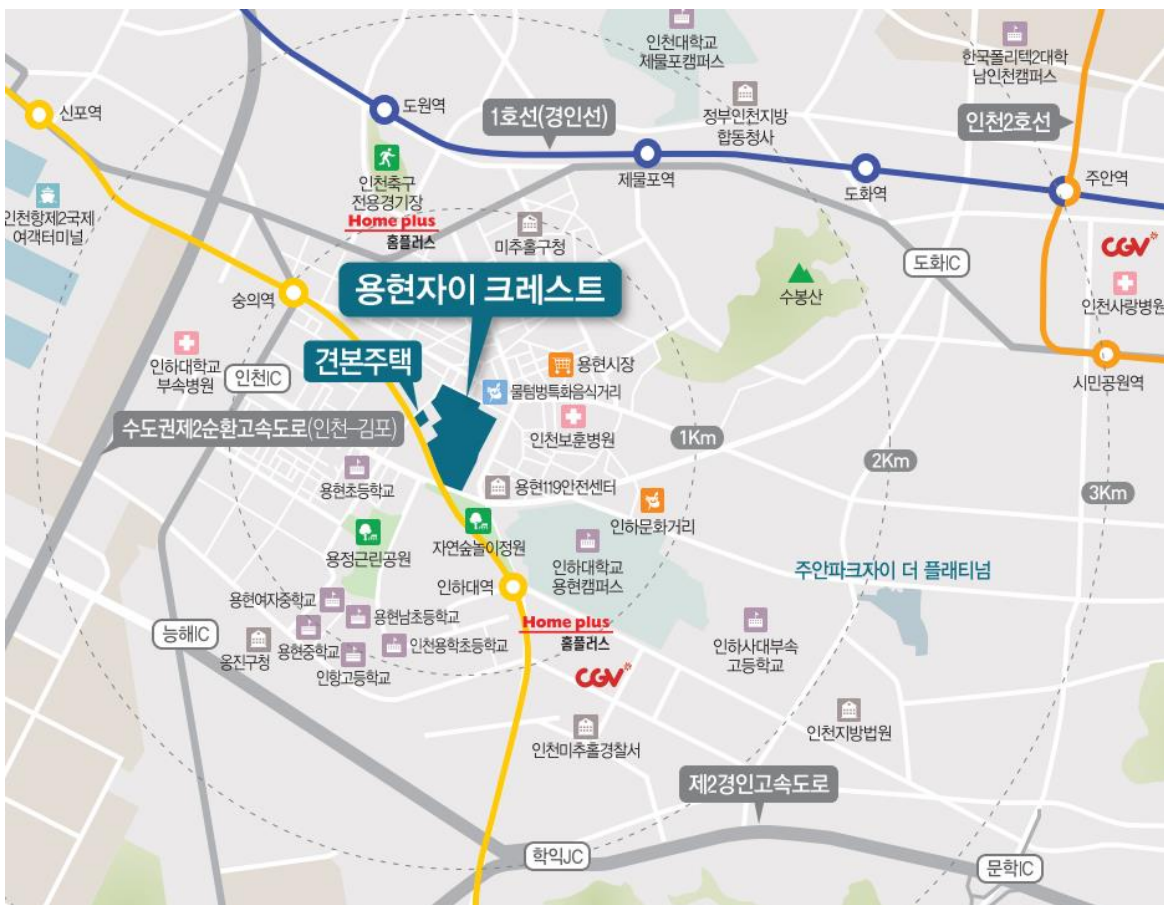 인천대학교
제물포캠퍼스
한국폴리텍2대학
남인천캠퍼스
신포역
도원역
1호선(경인선)
정부인천지방
합동청사
인천2호선
제물포역
도화역
주안역
인천축구
전용경기장
Home plus
홈플러스
인천항제2국제
여객터미널
미추홀구청
도화IC
CGV
인천사랑병원
숭의역
용현자이 크레스트
수봉산
시민공원역
인하대학교
부속병원
인천IC
견본주택
용현시장
물텀벙특화음식거리
인천보훈병원
수도권제2순환고속도로(인천–김포)
1Km
2Km
3Km
용현초등학교
용현119안전센터
인하문화거리
용정근린공원
자연숲놀이정원
인하대역
인하대학교
용현캠퍼스
주안파크자이 더 플래티넘
용현여자중학교
용현남초등학교
능해IC
옹진구청
용현중학교
인항고등학교
인천용학초등학교
Home plus
홈플러스
CGV
인하사대부속
고등학교
인천미추홀경찰서
인천지방법원
제2경인고속도로
학익JC
문학IC